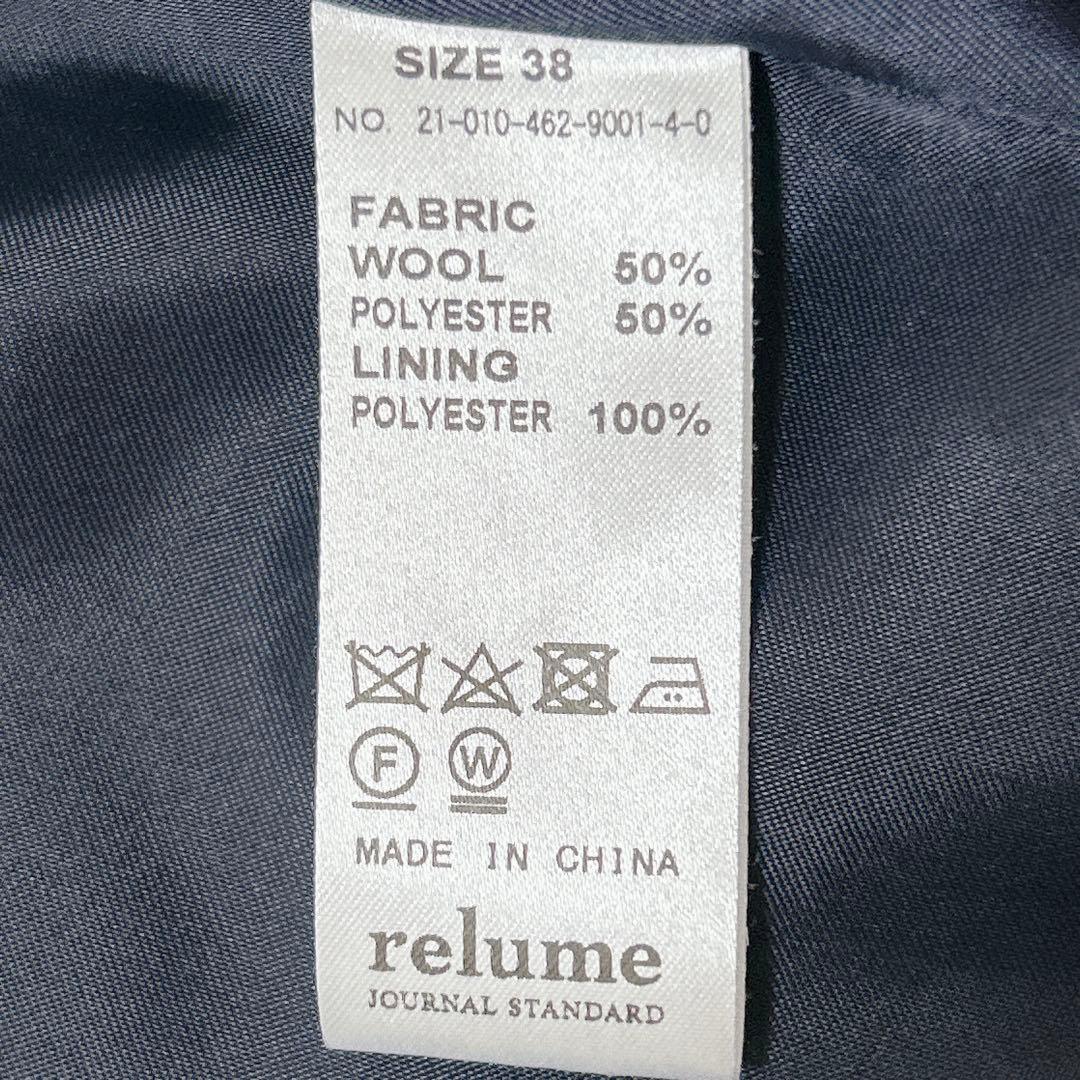 SIZE 38
NO. 21-010-462-9001-4-0
FABRIC
WOOL 50%
POLYESTER 50%
LINING
POLYESTER 100%
F W
MADE IN CHINA
relume
JOURNAL STANDARD